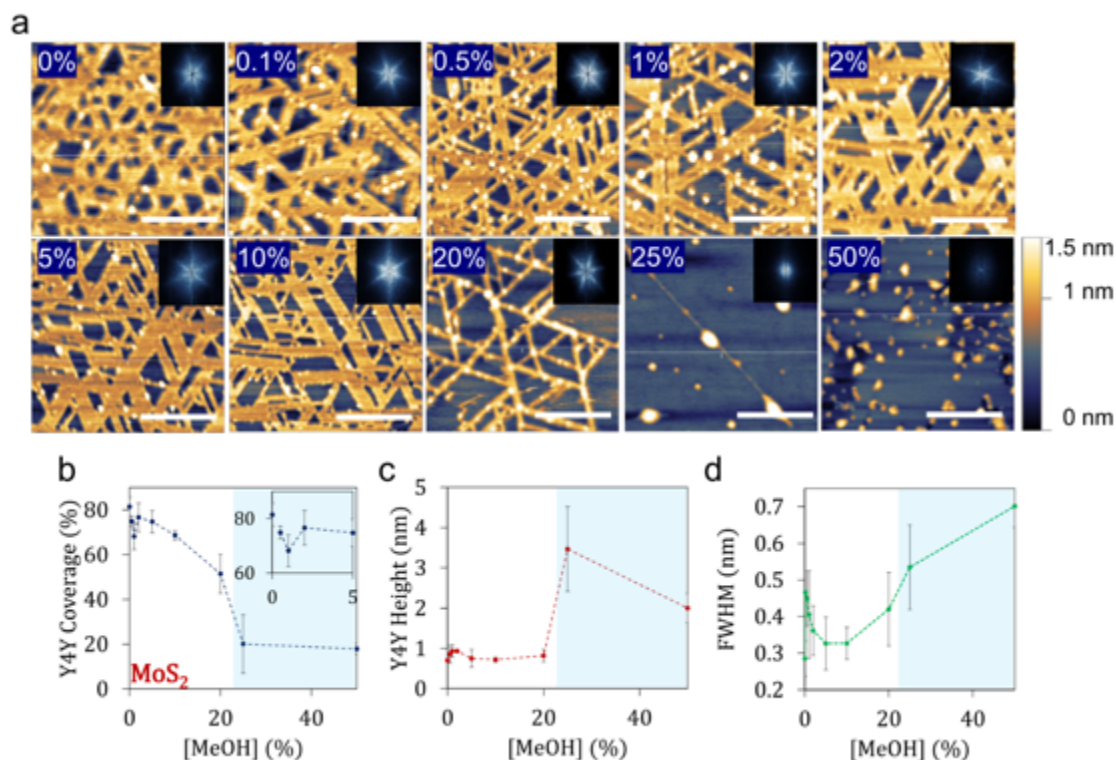 a
0% 0.1% 0.5% 1% 2%
5% 10% 20% 25% 50%
1.5 nm
1 nm
0 nm
b
Y4Y Coverage (%)
80
60
40
20
0
MoS2
80
60
0 5
0 20 40
[MeOH] (%)
c
Y4Y Height (nm)
5
4
3
2
1
0
0 20 40
[MeOH] (%)
d
FWHM (nm)
0.7
0.6
0.5
0.4
0.3
0.2
0 20 40
[MeOH] (%)